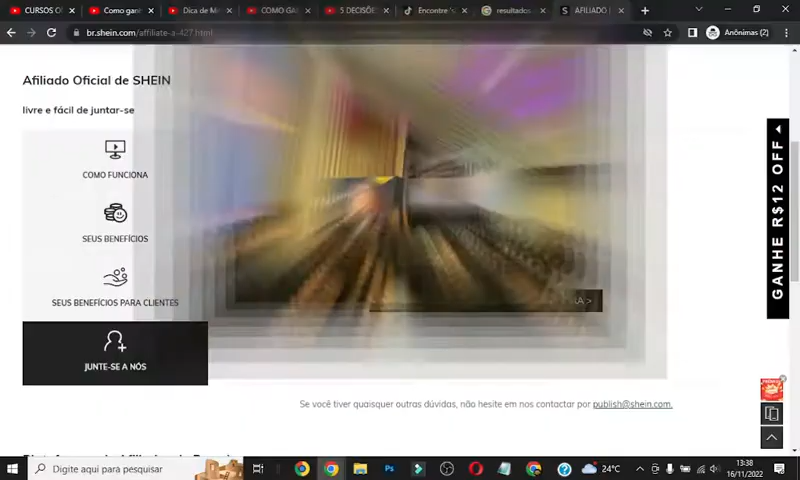 CURSOS O
Como ganh
Dica de M
COMO GA
5 DECISÕE
Encontre 's
resultados
AFILIADO |
br.shein.com/affiliate-a-427.html
Anônimas (2)
Afiliado Oficial de SHEIN
livre e fácil de juntar-se
COMO FUNCIONA
SEUS BENEFÍCIOS
SEUS BENEFÍCIOS PARA CLIENTES
JUNTE-SE A NÓS
GANHE R$12 OFF
Se você tiver quaisquer outras dúvidas, não hesite em nos contactar por publish@shein.com.
Digite aqui para pesquisar
24°C
13:38
16/11/2022